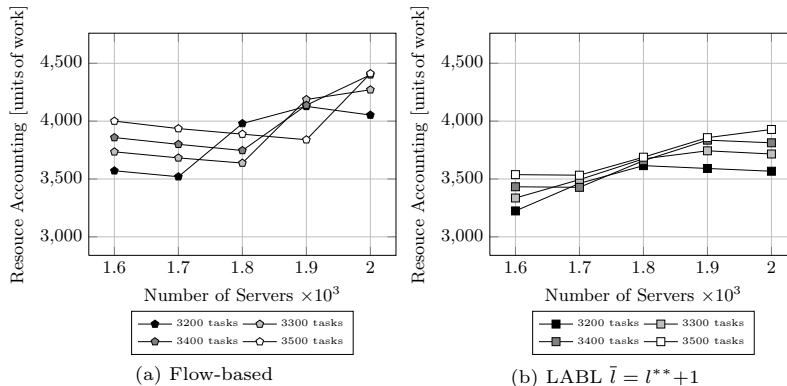 Resouce Accounting [units of work]
4,500
4,000
3,500
3,000
1.6 1.7 1.8 1.9 2
Number of Servers ×10³
3200 tasks 3300 tasks
3400 tasks 3500 tasks
(a) Flow-based
Resouce Accounting [units of work]
4,500
4,000
3,500
3,000
1.6 1.7 1.8 1.9 2
Number of Servers ×10³
3200 tasks 3300 tasks
3400 tasks 3500 tasks
(b) LABL l̄ = l**+1